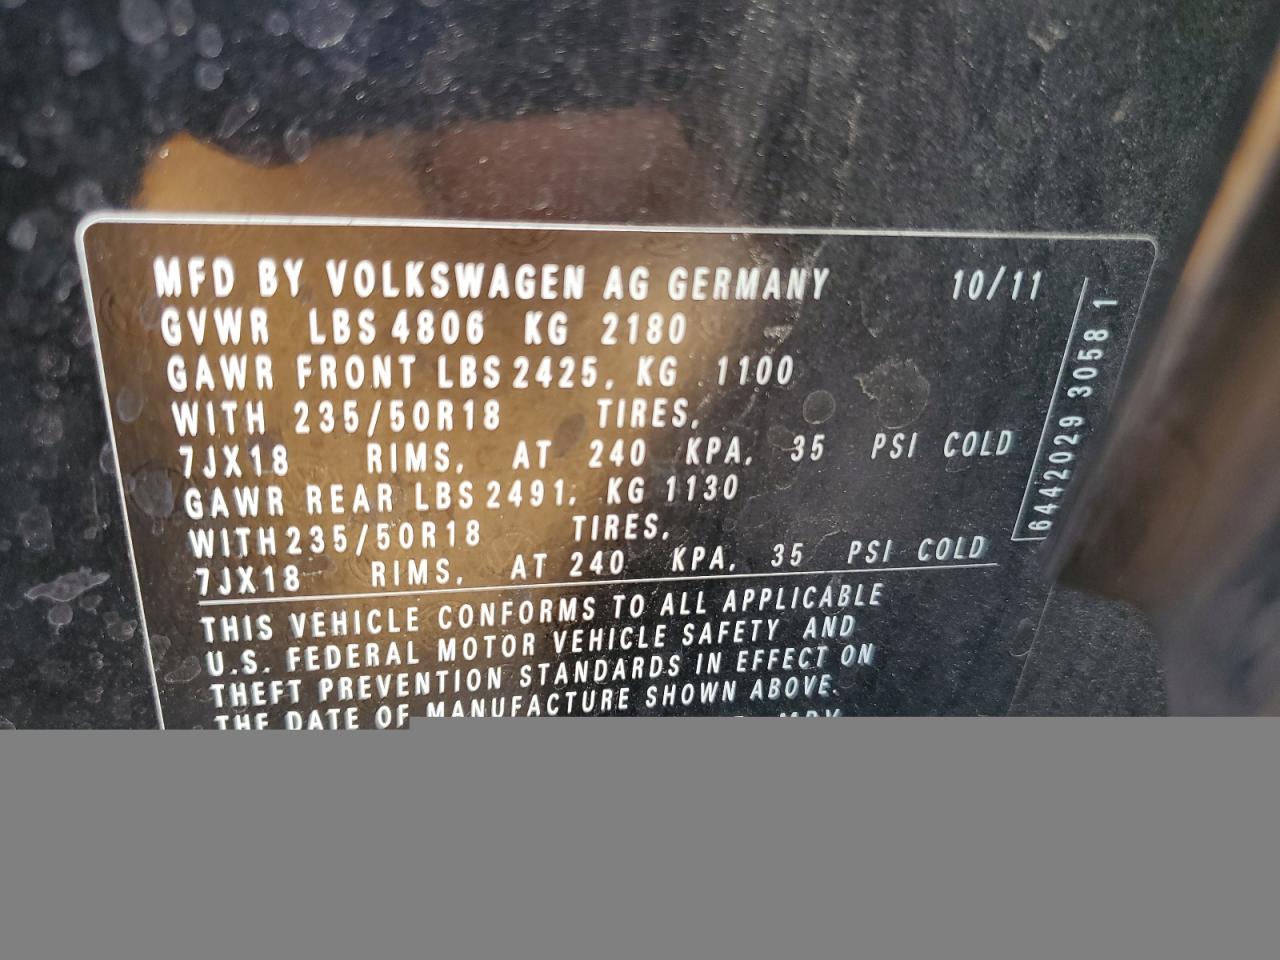 MFD BY VOLKSWAGEN AG GERMANY 10/11
GVWR LBS 4806 KG 2180
GAWR FRONT LBS 2425, KG 1100
WITH 235/50R18 TIRES,
7JX18 RIMS, AT 240 KPA, 35 PSI COLD
GAWR REAR LBS 2491, KG 1130
WITH 235/50R18 TIRES,
7JX18 RIMS, AT 240 KPA, 35 PSI COLD
THIS VEHICLE CONFORMS TO ALL APPLICABLE
U.S. FEDERAL MOTOR VEHICLE SAFETY AND
THEFT PREVENTION STANDARDS IN EFFECT ON
THE DATE OF MANUFACTURE SHOWN ABOVE.
MPV
6442029 3058 1